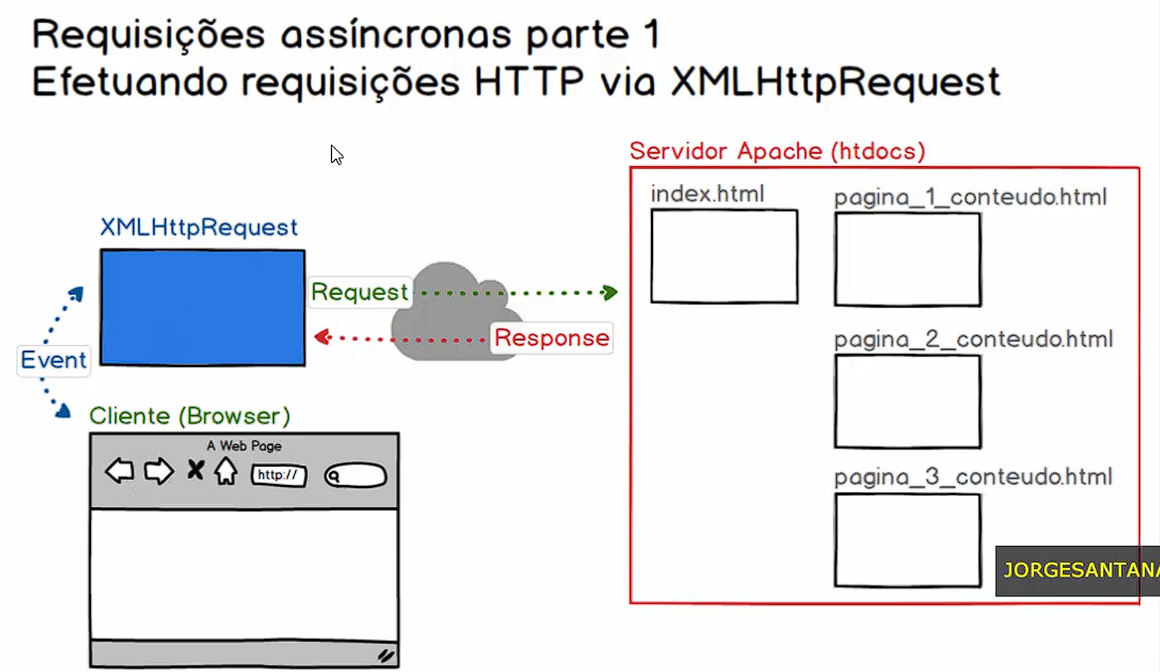 Requisições assíncronas parte 1
Efetuando requisições HTTP via XMLHttpRequest
Servidor Apache (htdocs)
index.html
pagina_1_conteudo.html
XMLHttpRequest
Request
Response
pagina_2_conteudo.html
Event
Cliente (Browser)
A Web Page
http://
pagina_3_conteudo.html
JORGESANTANA